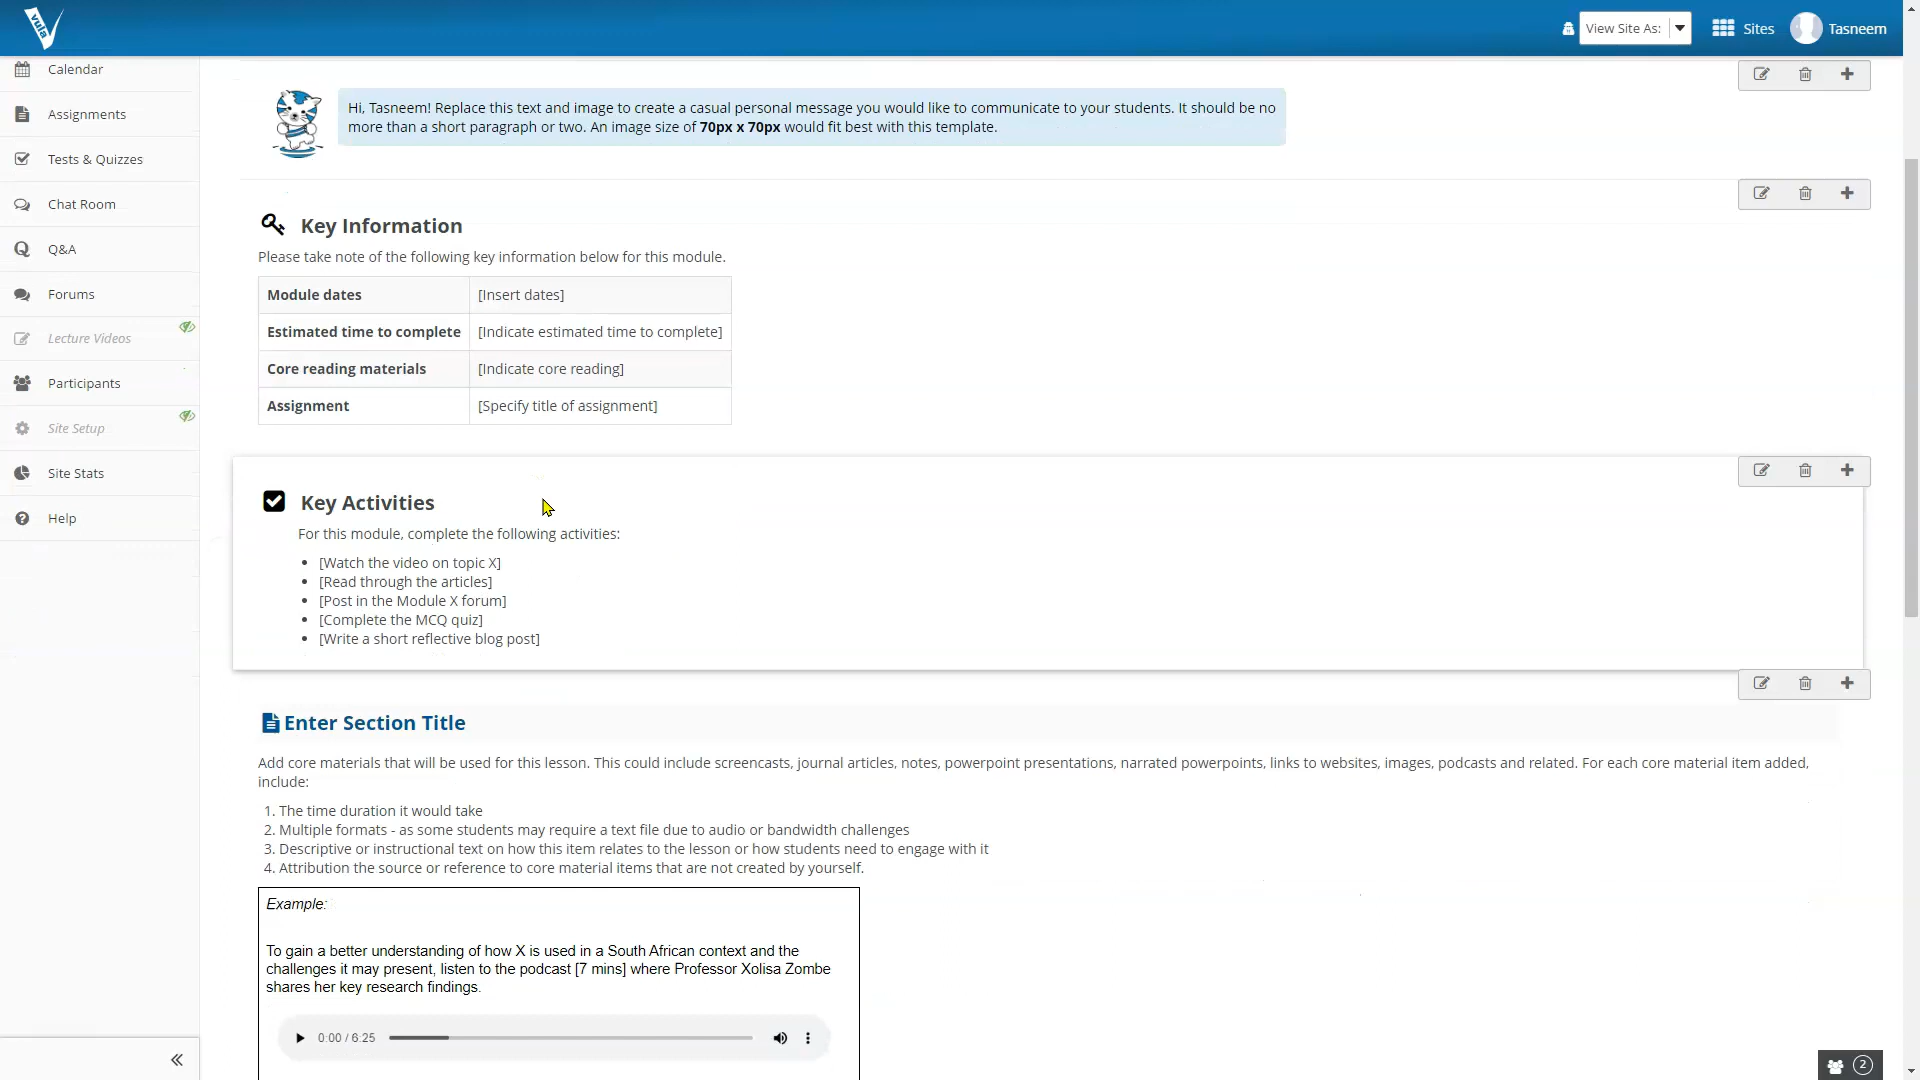 vula
View Site As:
Sites
Tasneem
Calendar
Assignments
Tests & Quizzes
Chat Room
Q&A
Forums
Lecture Videos
Participants
Site Setup
Site Stats
Help
Hi, Tasneem! Replace this text and image to create a casual personal message you would like to communicate to your students. It should be no
more than a short paragraph or two. An image size of 70px x 70px would fit best with this template.
Key Information
Please take note of the following key information below for this module.
Module dates [Insert dates]
Estimated time to complete [Indicate estimated time to complete]
Core reading materials [Indicate core reading]
Assignment [Specify title of assignment]
Key Activities
For this module, complete the following activities:
• [Watch the video on topic X]
• [Read through the articles]
• [Post in the Module X forum]
• [Complete the MCQ quiz]
• [Write a short reflective blog post]
Enter Section Title
Add core materials that will be used for this lesson. This could include screencasts, journal articles, notes, powerpoint presentations, narrated powerpoints, links to websites, images, podcasts and related. For each core material item added,
include:
1. The time duration it would take
2. Multiple formats - as some students may require a text file due to audio or bandwidth challenges
3. Descriptive or instructional text on how this item relates to the lesson or how students need to engage with it
4. Attribution the source or reference to core material items that are not created by yourself.
Example:
To gain a better understanding of how X is used in a South African context and the
challenges it may present, listen to the podcast [7 mins] where Professor Xolisa Zombe
shares her key research findings.
0:00 / 6:25
2